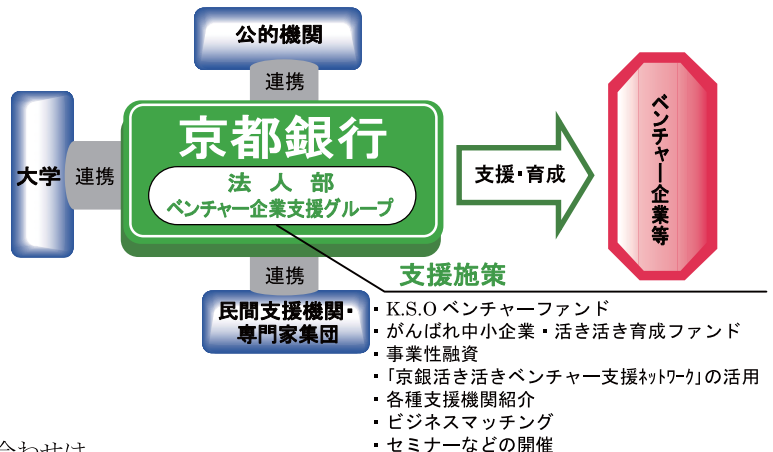 公的機関
連携
京都銀行
法人部
ベンチャー企業支援グループ
大学
連携
支援・育成
ベンチャー企業等
連携
民間支援機関・
専門家集団
支援施策
▪ K.S.O ベンチャーファンド
▪ がんばれ中小企業・活き活き育成ファンド
▪ 事業性融資
▪ 「京銀活き活きベンチャー支援ﾈｯﾄﾜｰｸ」の活用
▪ 各種支援機関紹介
▪ ビジネスマッチング
▪ セミナーなどの開催
合わせは